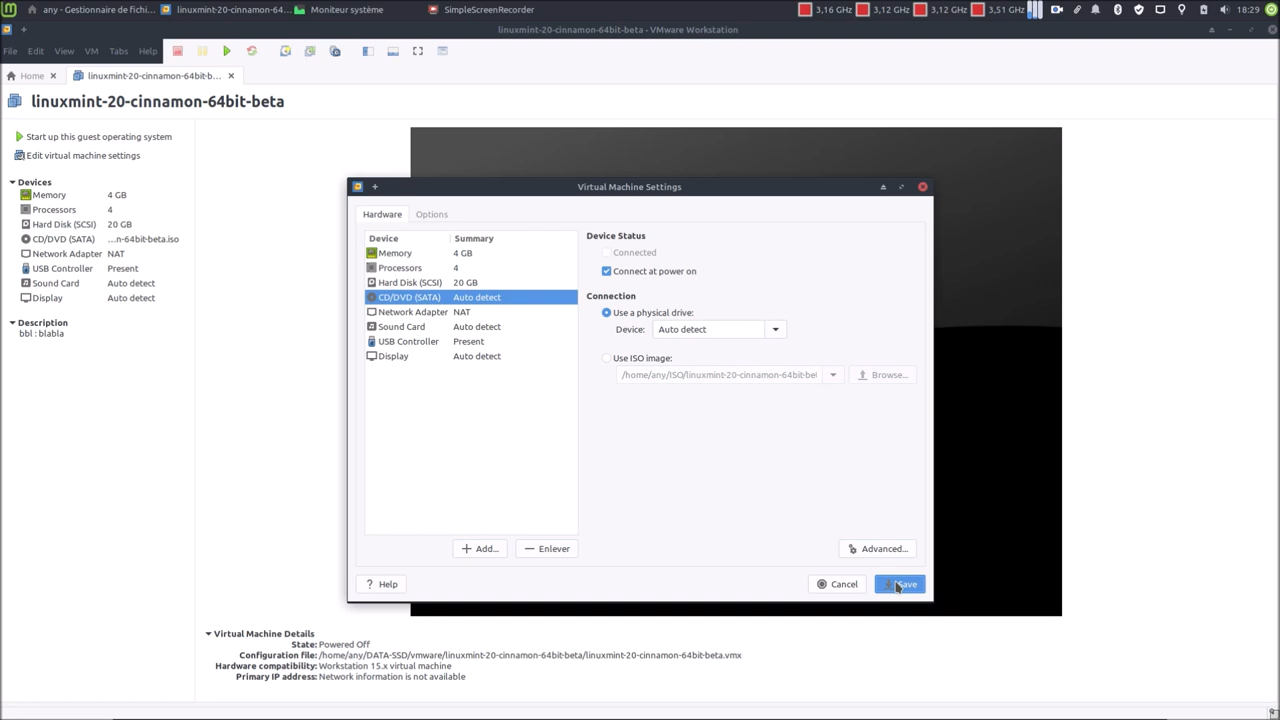 any - Gestionnaire de fichi...
linuxmint-20-cinnamon-64...
Moniteur système
SimpleScreenRecorder
3,16 GHz
3,12 GHz
3,12 GHz
3,51 GHz
18:29
linuxmint-20-cinnamon-64bit-beta - VMware Workstation
File Edit View VM Tabs Help
Home
linuxmint-20-cinnamon-64bit-b...
linuxmint-20-cinnamon-64bit-beta
Start up this guest operating system
Edit virtual machine settings
Devices
Memory 4 GB
Processors 4
Hard Disk (SCSI) 20 GB
CD/DVD (SATA) ...n-64bit-beta.iso
Network Adapter NAT
USB Controller Present
Sound Card Auto detect
Display Auto detect
Description
bbl : blabla
Virtual Machine Settings
Hardware Options
Device Summary
Memory 4 GB
Processors 4
Hard Disk (SCSI) 20 GB
CD/DVD (SATA) Auto detect
Network Adapter NAT
Sound Card Auto detect
USB Controller Present
Display Auto detect
Add...
Enlever
Device Status
Connected
Connect at power on
Connection
Use a physical drive:
Device: Auto detect
Use ISO image:
/home/any/ISO/linuxmint-20-cinnamon-64bit-be
Browse...
Advanced...
Help
Cancel
Save
Virtual Machine Details
State: Powered Off
Configuration file: /home/any/DATA-SSD/vmware/linuxmint-20-cinnamon-64bit-beta/linuxmint-20-cinnamon-64bit-beta.vmx
Hardware compatibility: Workstation 15.x virtual machine
Primary IP address: Network information is not available